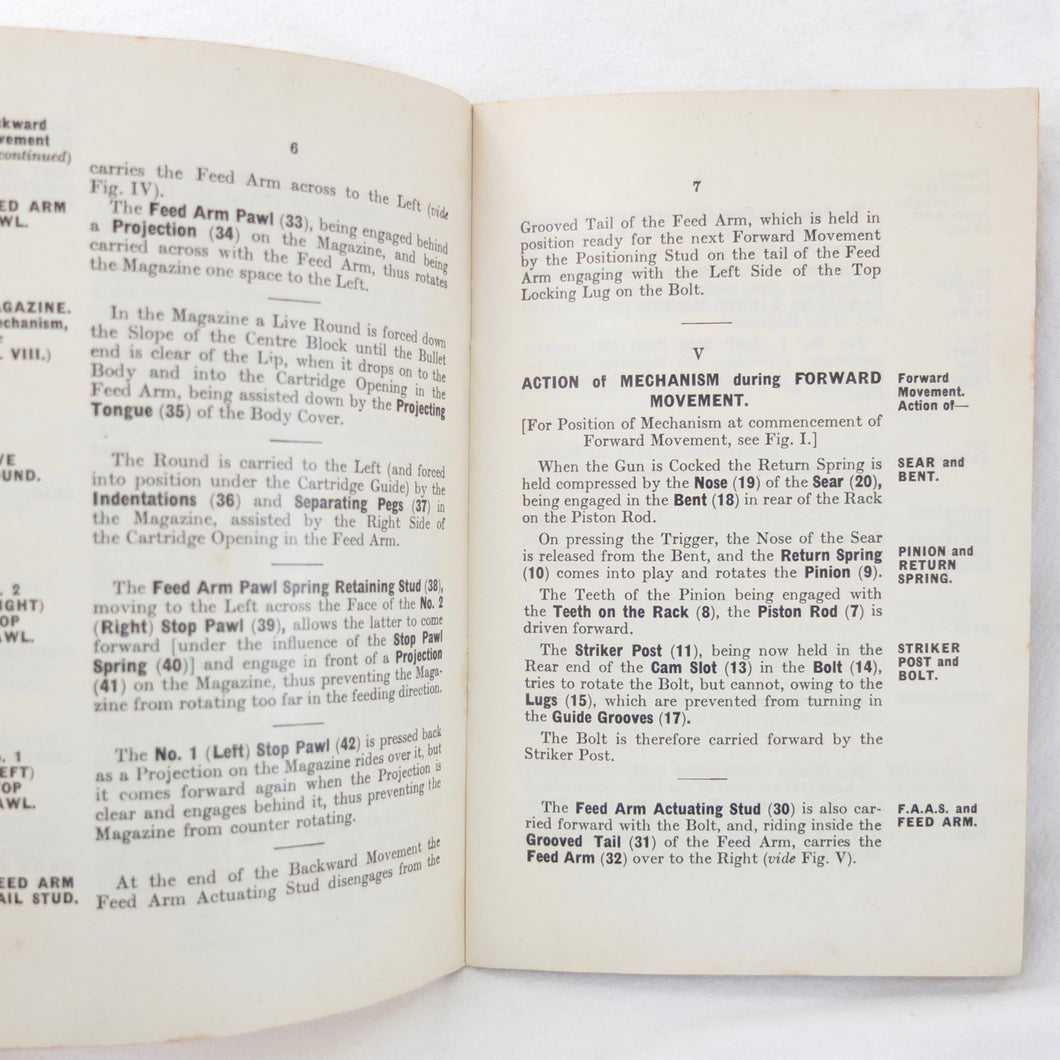 6
ckward
vement
continued)
carries the Feed Arm across to the Left (vide
Fig. IV).
EED ARM
WL.
The Feed Arm Pawl (33), being engaged behind
a Projection (34) on the Magazine, and being
carried across with the Feed Arm, thus rotates
the Magazine one space to the Left.
AGAZINE.
echanism,
. VIII.)
In the Magazine a Live Round is forced down
the Slope of the Centre Block until the Bullet
end is clear of the Lip, when it drops on to the
Body and into the Cartridge Opening in the
Feed Arm, being assisted down by the Projecting
Tongue (35) of the Body Cover.
VE
OUND.
The Round is carried to the Left (and forced
into position under the Cartridge Guide) by the
Indentations (36) and Separating Pegs (37) in
the Magazine, assisted by the Right Side of
the Cartridge Opening in the Feed Arm.
. 2
IGHT)
TOP
AWL.
The Feed Arm Pawl Spring Retaining Stud (38),
moving to the Left across the Face of the No. 2
(Right) Stop Pawl (39), allows the latter to come
forward [under the influence of the Stop Pawl
Spring (40)] and engage in front of a Projection
(41) on the Magazine, thus preventing the Maga-
zine from rotating too far in the feeding direction.
. 1
EFT)
OP
AWL.
The No. 1 (Left) Stop Pawl (42) is pressed back
as a Projection on the Magazine rides over it, but
it comes forward again when the Projection is
clear and engages behind it, thus preventing the
Magazine from counter rotating.
EED ARM
AIL STUD.
At the end of the Backward Movement the
Feed Arm Actuating Stud disengages from the
7
Grooved Tail of the Feed Arm, which is held in
position ready for the next Forward Movement
by the Positioning Stud on the tail of the Feed
Arm engaging with the Left Side of the Top
Locking Lug on the Bolt.
V
ACTION of MECHANISM during FORWARD
MOVEMENT.
Forward
Movement.
Action of—
[For Position of Mechanism at commencement of
Forward Movement, see Fig. I.]
When the Gun is Cocked the Return Spring is
held compressed by the Nose (19) of the Sear (20),
being engaged in the Bent (18) in rear of the Rack
on the Piston Rod.
SEAR and
BENT.
On pressing the Trigger, the Nose of the Sear
is released from the Bent, and the Return Spring
(10) comes into play and rotates the Pinion (9).
PINION and
RETURN
SPRING.
The Teeth of the Pinion being engaged with
the Teeth on the Rack (8), the Piston Rod (7) is
driven forward.
The Striker Post (11), being now held in the
Rear end of the Cam Slot (13) in the Bolt (14),
tries to rotate the Bolt, but cannot, owing to the
Lugs (15), which are prevented from turning in
the Guide Grooves (17).
STRIKER
POST and
BOLT.
The Bolt is therefore carried forward by the
Striker Post.
The Feed Arm Actuating Stud (30) is also car-
ried forward with the Bolt, and, riding inside the
Grooved Tail (31) of the Feed Arm, carries the
Feed Arm (32) over to the Right (vide Fig. V).
F.A.A.S. and
FEED ARM.